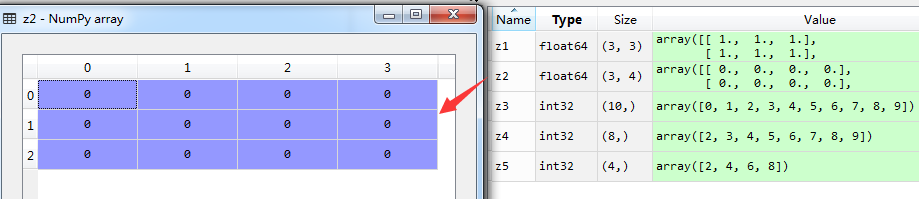 z2 - NumPy array
0 1 2 3
0 0 0 0 0
1 0 0 0 0
2 0 0 0 0
Name Type Size Value
z1 float64 (3, 3) array([[ 1.,  1.,  1.],
[ 1.,  1.,  1.],
z2 float64 (3, 4) array([[ 0.,  0.,  0.,  0.],
[ 0.,  0.,  0.,  0.],
z3 int32 (10,) array([0, 1, 2, 3, 4, 5, 6, 7, 8, 9])
z4 int32 (8,) array([2, 3, 4, 5, 6, 7, 8, 9])
z5 int32 (4,) array([2, 4, 6, 8])